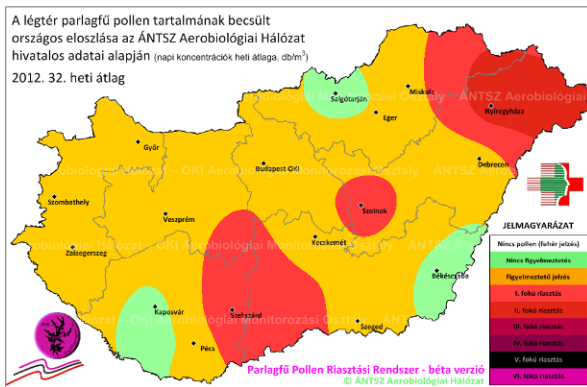 A légtér parlagfű pollen tartalmának becsült
országos eloszlása az ÁNTSZ Aerobiológiai Hálózat
hivatalos adatai alapján (napi koncentrációk heti átlaga, db/m³)
2012. 32. heti átlag
Miskolc
Salgótarján
Nyíregyháza
Eger
Győr
Debrecen
Budapest-OKI
Szombathely
Szolnok
Veszprém
Kecskemét
Zalaegerszeg
Békéscsaba
Kaposvár
Szekszárd
Szeged
Pécs
JELMAGYARÁZAT
Nincs pollen (fehér jelzés)
Nincs figyelmeztetés
Figyelmeztető jelzés
I. fokú riasztás
II. fokú riasztás
III. fokú riasztás
IV. fokú riasztás
V. fokú riasztás
VI. fokú riasztás
Parlagfű Pollen Riasztási Rendszer - béta verzió
© ÁNTSZ Aerobiológiai Hálózat